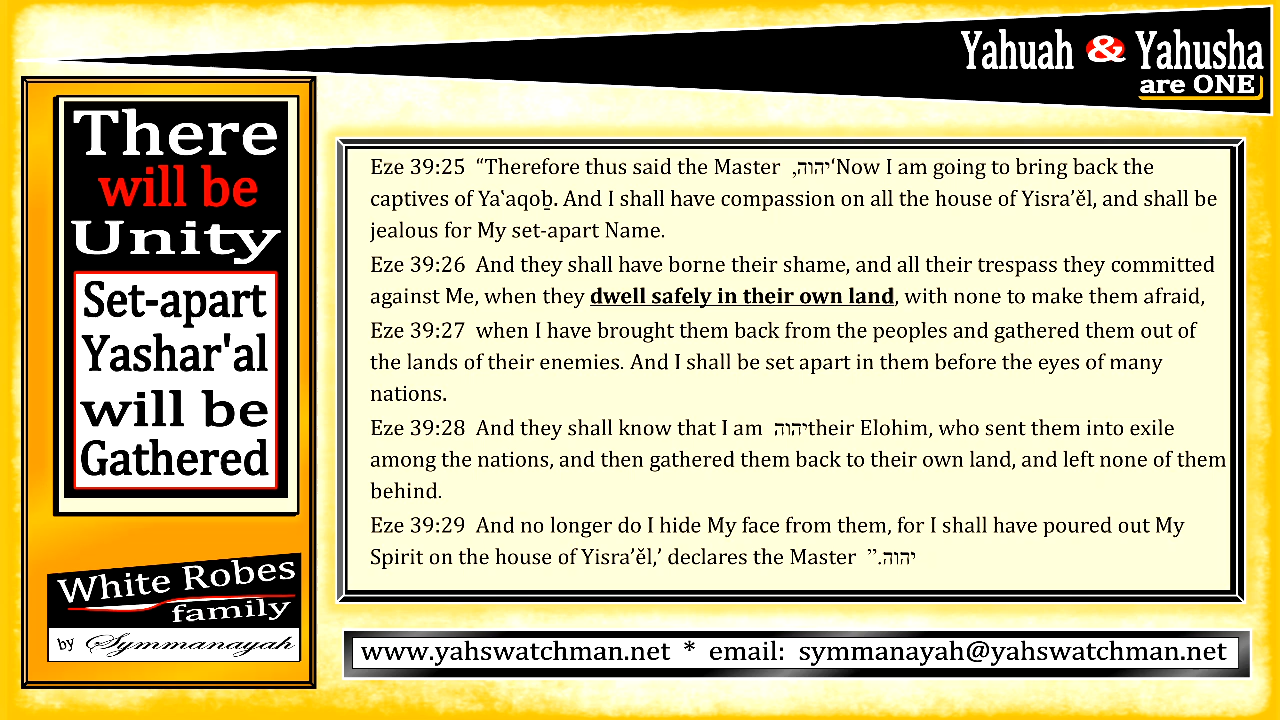 Yahuah & Yahusha
are ONE
There
will be
Unity
Set-apart
Yashar'al
will be
Gathered
White Robes
family
by Symmanayah
Eze 39:25 “Therefore thus said the Master יהוה, ‘Now I am going to bring back the
captives of Ya‛aqoḇ. And I shall have compassion on all the house of Yisra’ĕl, and shall be
jealous for My set-apart Name.
Eze 39:26 And they shall have borne their shame, and all their trespass they committed
against Me, when they dwell safely in their own land, with none to make them afraid,
Eze 39:27 when I have brought them back from the peoples and gathered them out of
the lands of their enemies. And I shall be set apart in them before the eyes of many
nations.
Eze 39:28 And they shall know that I am יהוה their Elohim, who sent them into exile
among the nations, and then gathered them back to their own land, and left none of them
behind.
Eze 39:29 And no longer do I hide My face from them, for I shall have poured out My
Spirit on the house of Yisra’ĕl,’ declares the Master יהוה.”
www.yahswatchman.net * email: symmanayah@yahswatchman.net